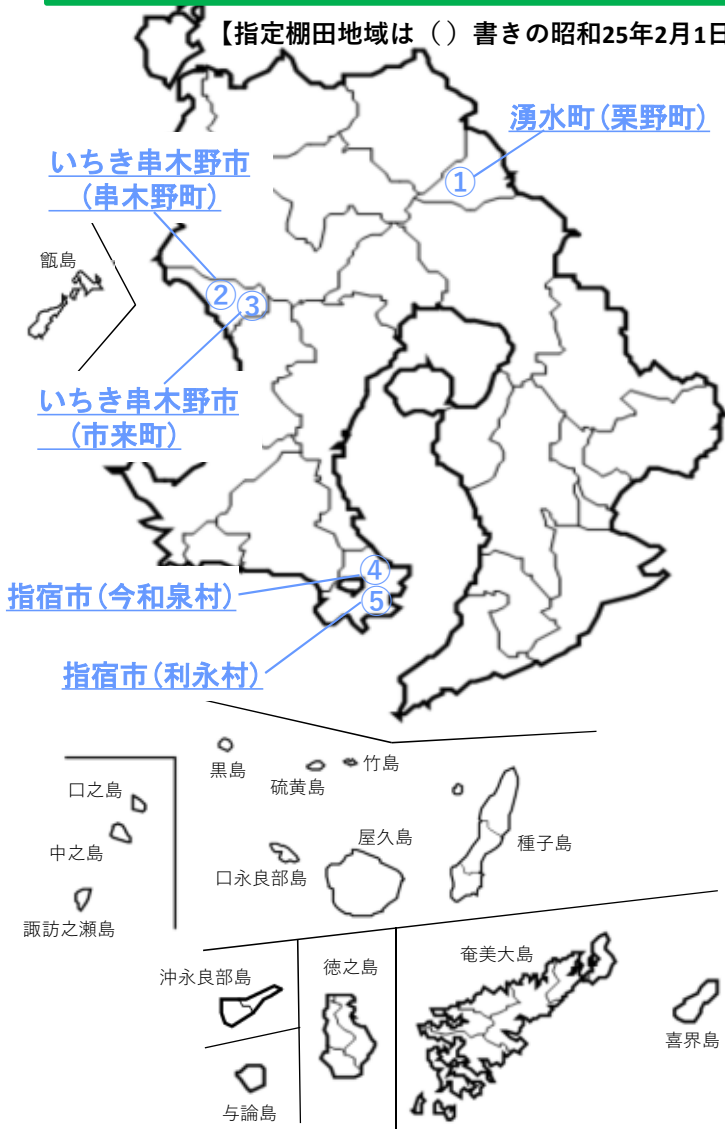 【指定棚田地域は（）書きの昭和25年2月1日
湧水町(栗野町)
①
いちき串木野市
(串木野町)
甑島
②
③
いちき串木野市
(市来町)
④
指宿市(今和泉村)
⑤
指宿市(利永村)
黒島
硫黄島
竹島
口之島
中之島
屋久島
種子島
口永良部島
諏訪之瀬島
沖永良部島
徳之島
奄美大島
喜界島
与論島